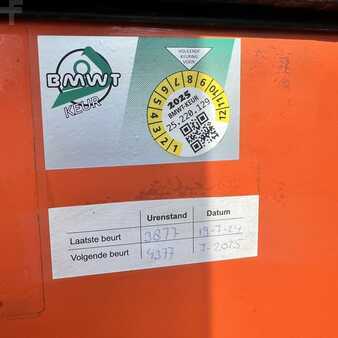 VOLGENDE
KEURING
VÓÓR
BMWT
KEUR
1 2 3 4 5 6 7 8 9 10 11 12
2025
BMWT-KEUR
25.220.129
Urenstand Datum
Laatste beurt 3877 19-7-24
Volgende beurt 4377 7-2025